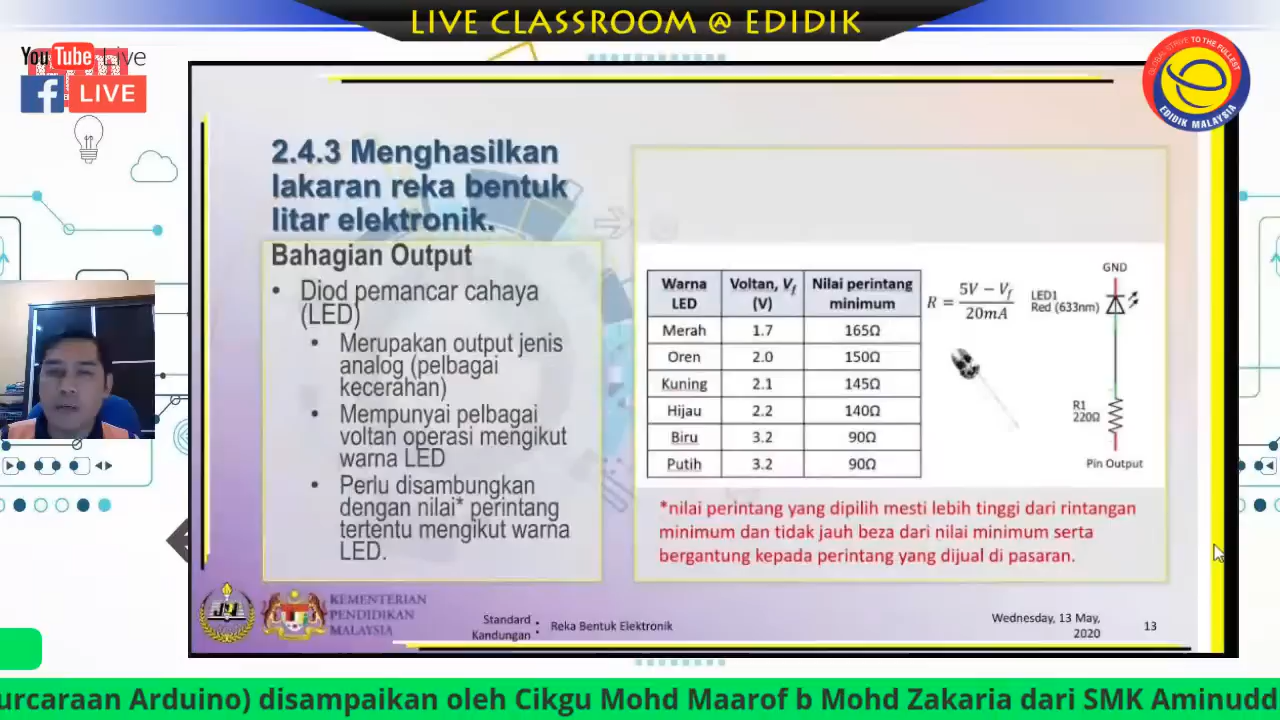 LIVE CLASSROOM @ EDIDIK
You Tube Live
f LIVE
GLOBAL STRIVE TO THE FULLEST
EDIDIK MALAYSIA
2.4.3 Menghasilkan
lakaran reka bentuk
litar elektronik.
Bahagian Output
• Diod pemancar cahaya
(LED)
• Merupakan output jenis
analog (pelbagai
kecerahan)
• Mempunyai pelbagai
voltan operasi mengikut
warna LED
• Perlu disambungkan
dengan nilai* perintang
tertentu mengikut warna
LED.
Warna LED | Voltan, Vf (V) | Nilai perintang minimum
Merah 1.7 165Ω
Oren 2.0 150Ω
Kuning 2.1 145Ω
Hijau 2.2 140Ω
Biru 3.2 90Ω
Putih 3.2 90Ω
R = (5V − Vf) / 20mA
GND
LED1
Red (633nm)
R1
220Ω
Pin Output
*nilai perintang yang dipilih mesti lebih tinggi dari rintangan
minimum dan tidak jauh beza dari nilai minimum serta
bergantung kepada perintang yang dijual di pasaran.
KEMENTERIAN
PENDIDIKAN
MALAYSIA
Standard
Kandungan :
Reka Bentuk Elektronik
Wednesday, 13 May,
2020
13
urcaraan Arduino) disampaikan oleh Cikgu Mohd Maarof b Mohd Zakaria dari SMK Aminudd